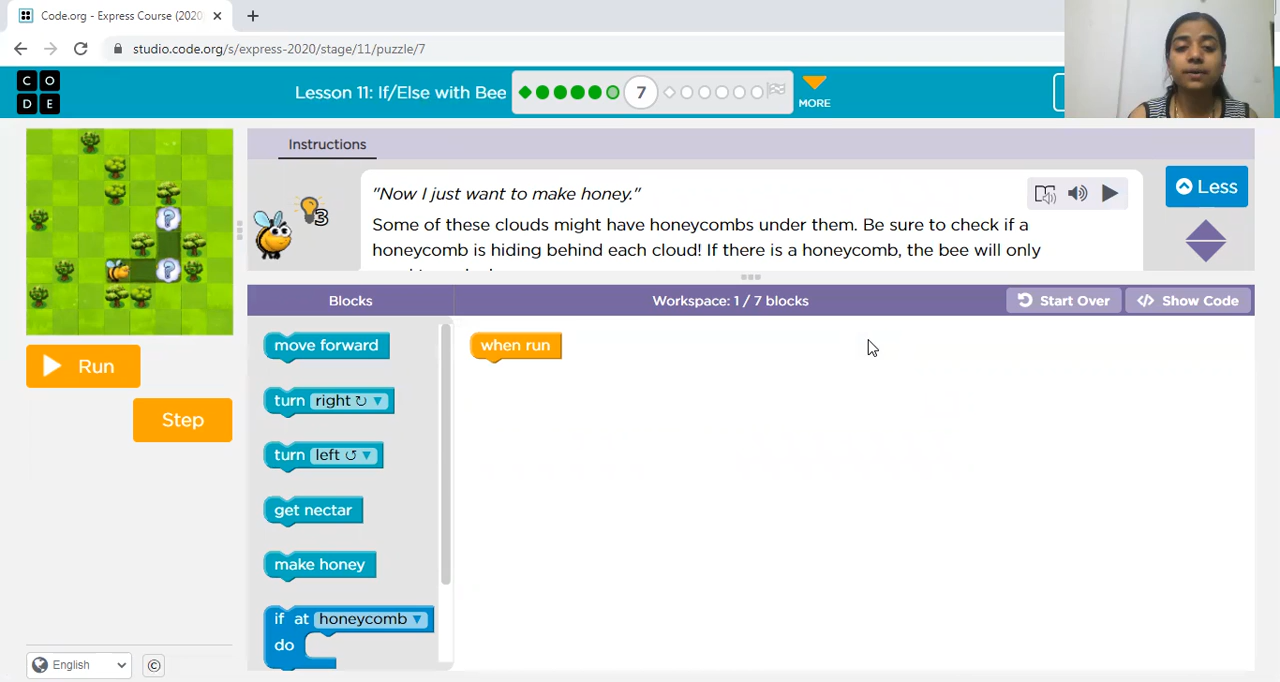 Code.org - Express Course (2020
studio.code.org/s/express-2020/stage/11/puzzle/7
C O
D E
Lesson 11: If/Else with Bee
7
MORE
Instructions
3
"Now I just want to make honey."
Some of these clouds might have honeycombs under them. Be sure to check if a
honeycomb is hiding behind each cloud! If there is a honeycomb, the bee will only
Less
Blocks
Workspace: 1 / 7 blocks
Start Over
Show Code
move forward
when run
Run
turn right
Step
turn left
get nectar
make honey
if at honeycomb
do
English
©